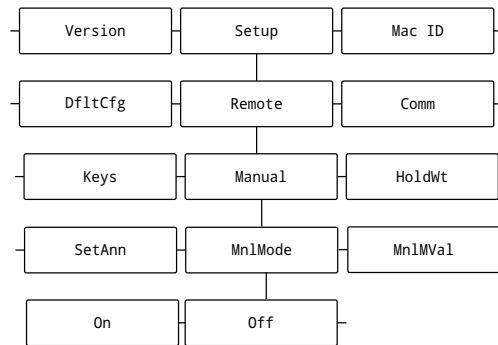 Version Setup Mac ID
DfltCfg Remote Comm
Keys Manual HoldWt
SetAnn MnlMode MnlMVal
On Off